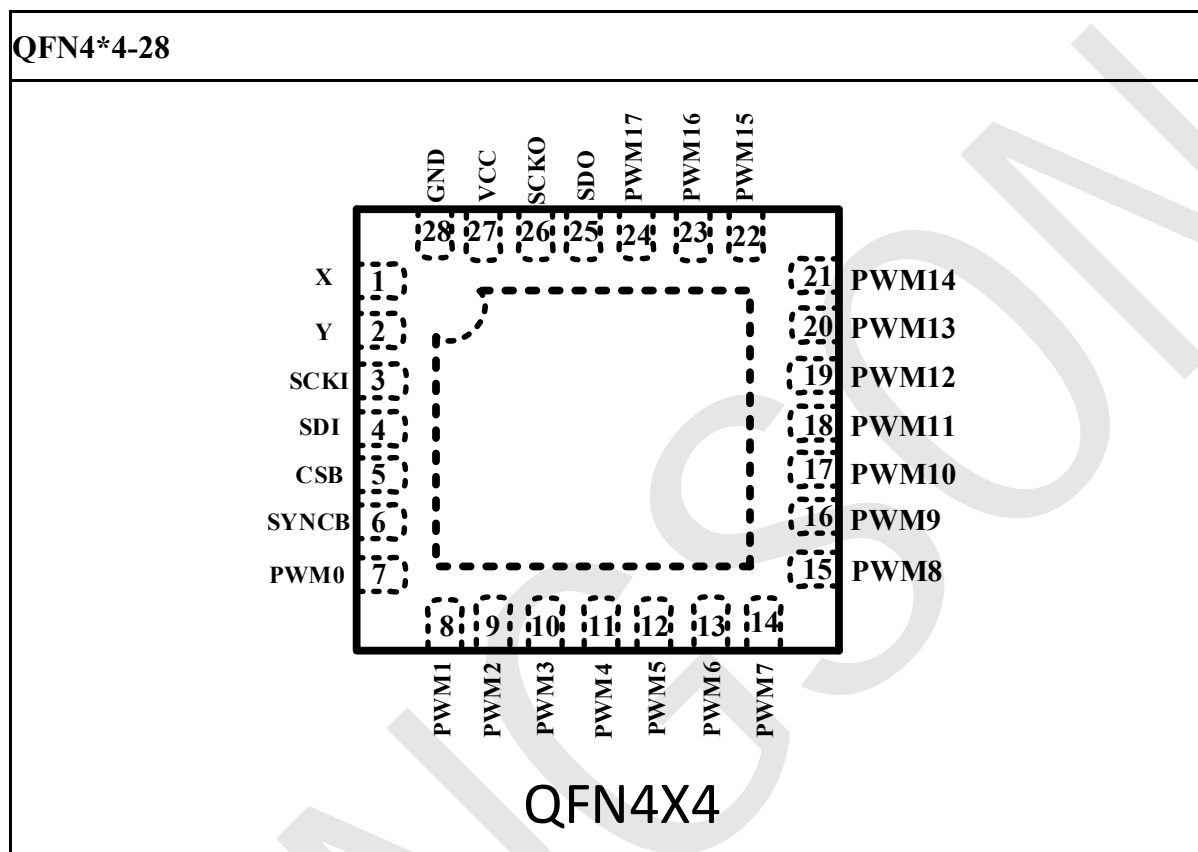 QFN4*4-28
GND
VCC
SCKO
SDO
PWM17
PWM16
PWM15
28
27
26
25
24
23
22
X 1
Y 2
SCKI 3
SDI 4
CSB 5
SYNCB 6
PWM0 7
21 PWM14
20 PWM13
19 PWM12
18 PWM11
17 PWM10
16 PWM9
15 PWM8
8
9
10
11
12
13
14
PWM1
PWM2
PWM3
PWM4
PWM5
PWM6
PWM7
QFN4X4
NGSON